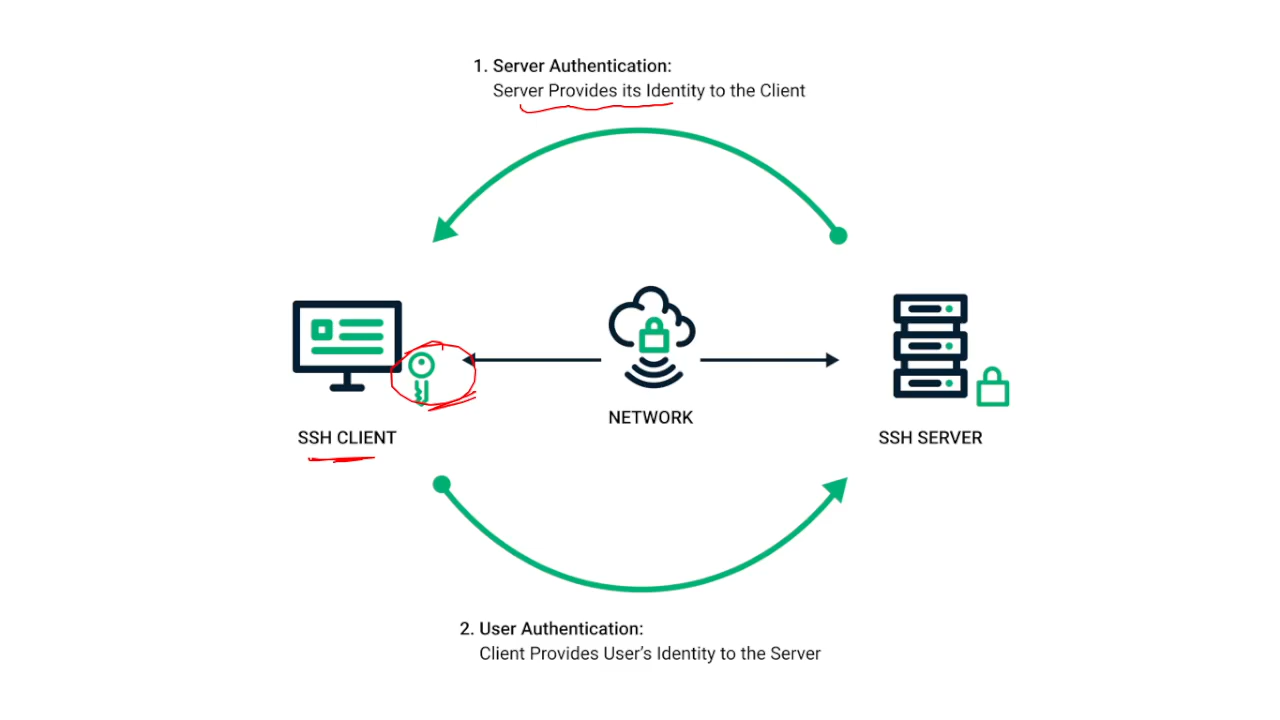 1. Server Authentication:
Server Provides its Identity to the Client
NETWORK
SSH CLIENT
SSH SERVER
2. User Authentication:
Client Provides User's Identity to the Server